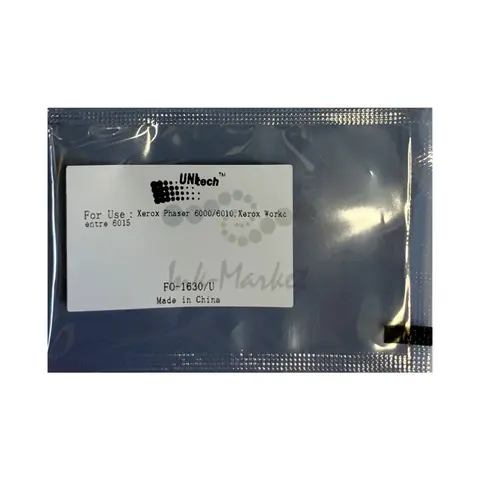 UNItech™
For Use : Xerox Phaser 6000/6010,Xerox Workc
entre 6015
InkMarket
FO-1630/U
Made in China